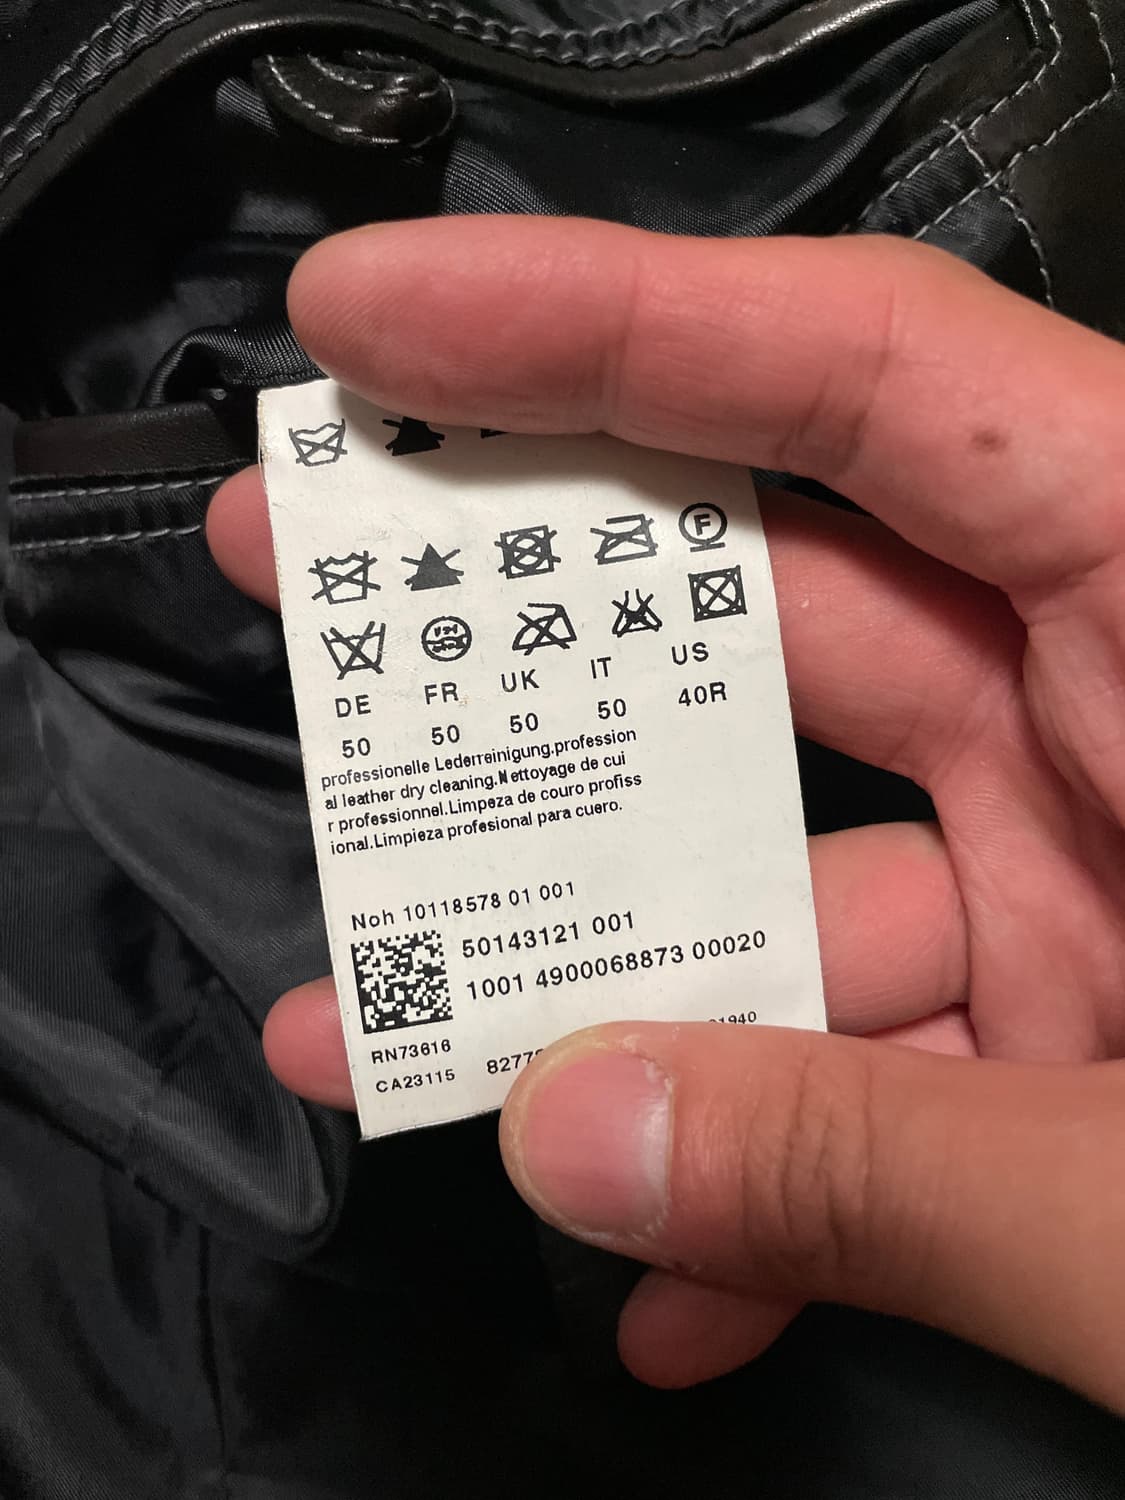 F
DE FR UK IT US
50 50 50 50 40R
professionelle Lederreinigung.profession
al leather dry cleaning.Nettoyage de cui
r professionnel.Limpeza de couro profiss
ional.Limpieza profesional para cuero.
Noh 10118578 01 001
50143121 001
1001 4900068873 00020
RN73616
CA23115